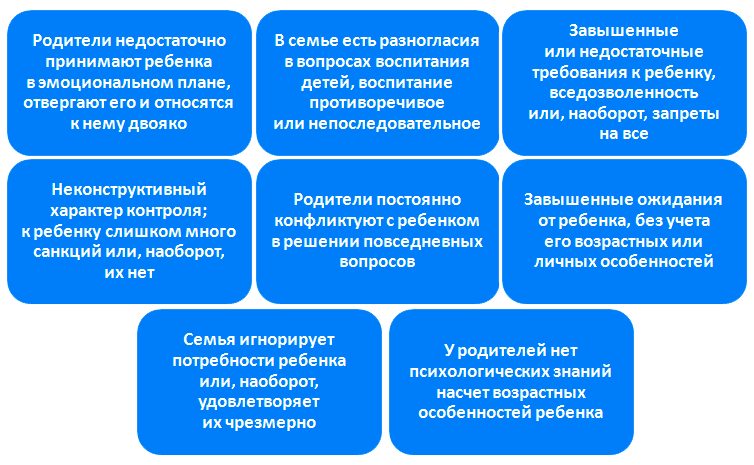 Родители недостаточно
принимают ребенка
в эмоциональном плане,
отвергают его и относятся
к нему двояко
В семье есть разногласия
в вопросах воспитания
детей, воспитание
противоречивое
или непоследовательное
Завышенные
или недостаточные
требования к ребенку,
вседозволенность
или, наоборот, запреты
на все
Неконструктивный
характер контроля;
к ребенку слишком много
санкций или, наоборот,
их нет
Родители постоянно
конфликтуют с ребенком
в решении повседневных
вопросов
Завышенные ожидания
от ребенка, без учета
его возрастных или
личных особенностей
Семья игнорирует
потребности ребенка
или, наоборот,
удовлетворяет
их чрезмерно
У родителей нет
психологических знаний
насчет возрастных
особенностей ребенка